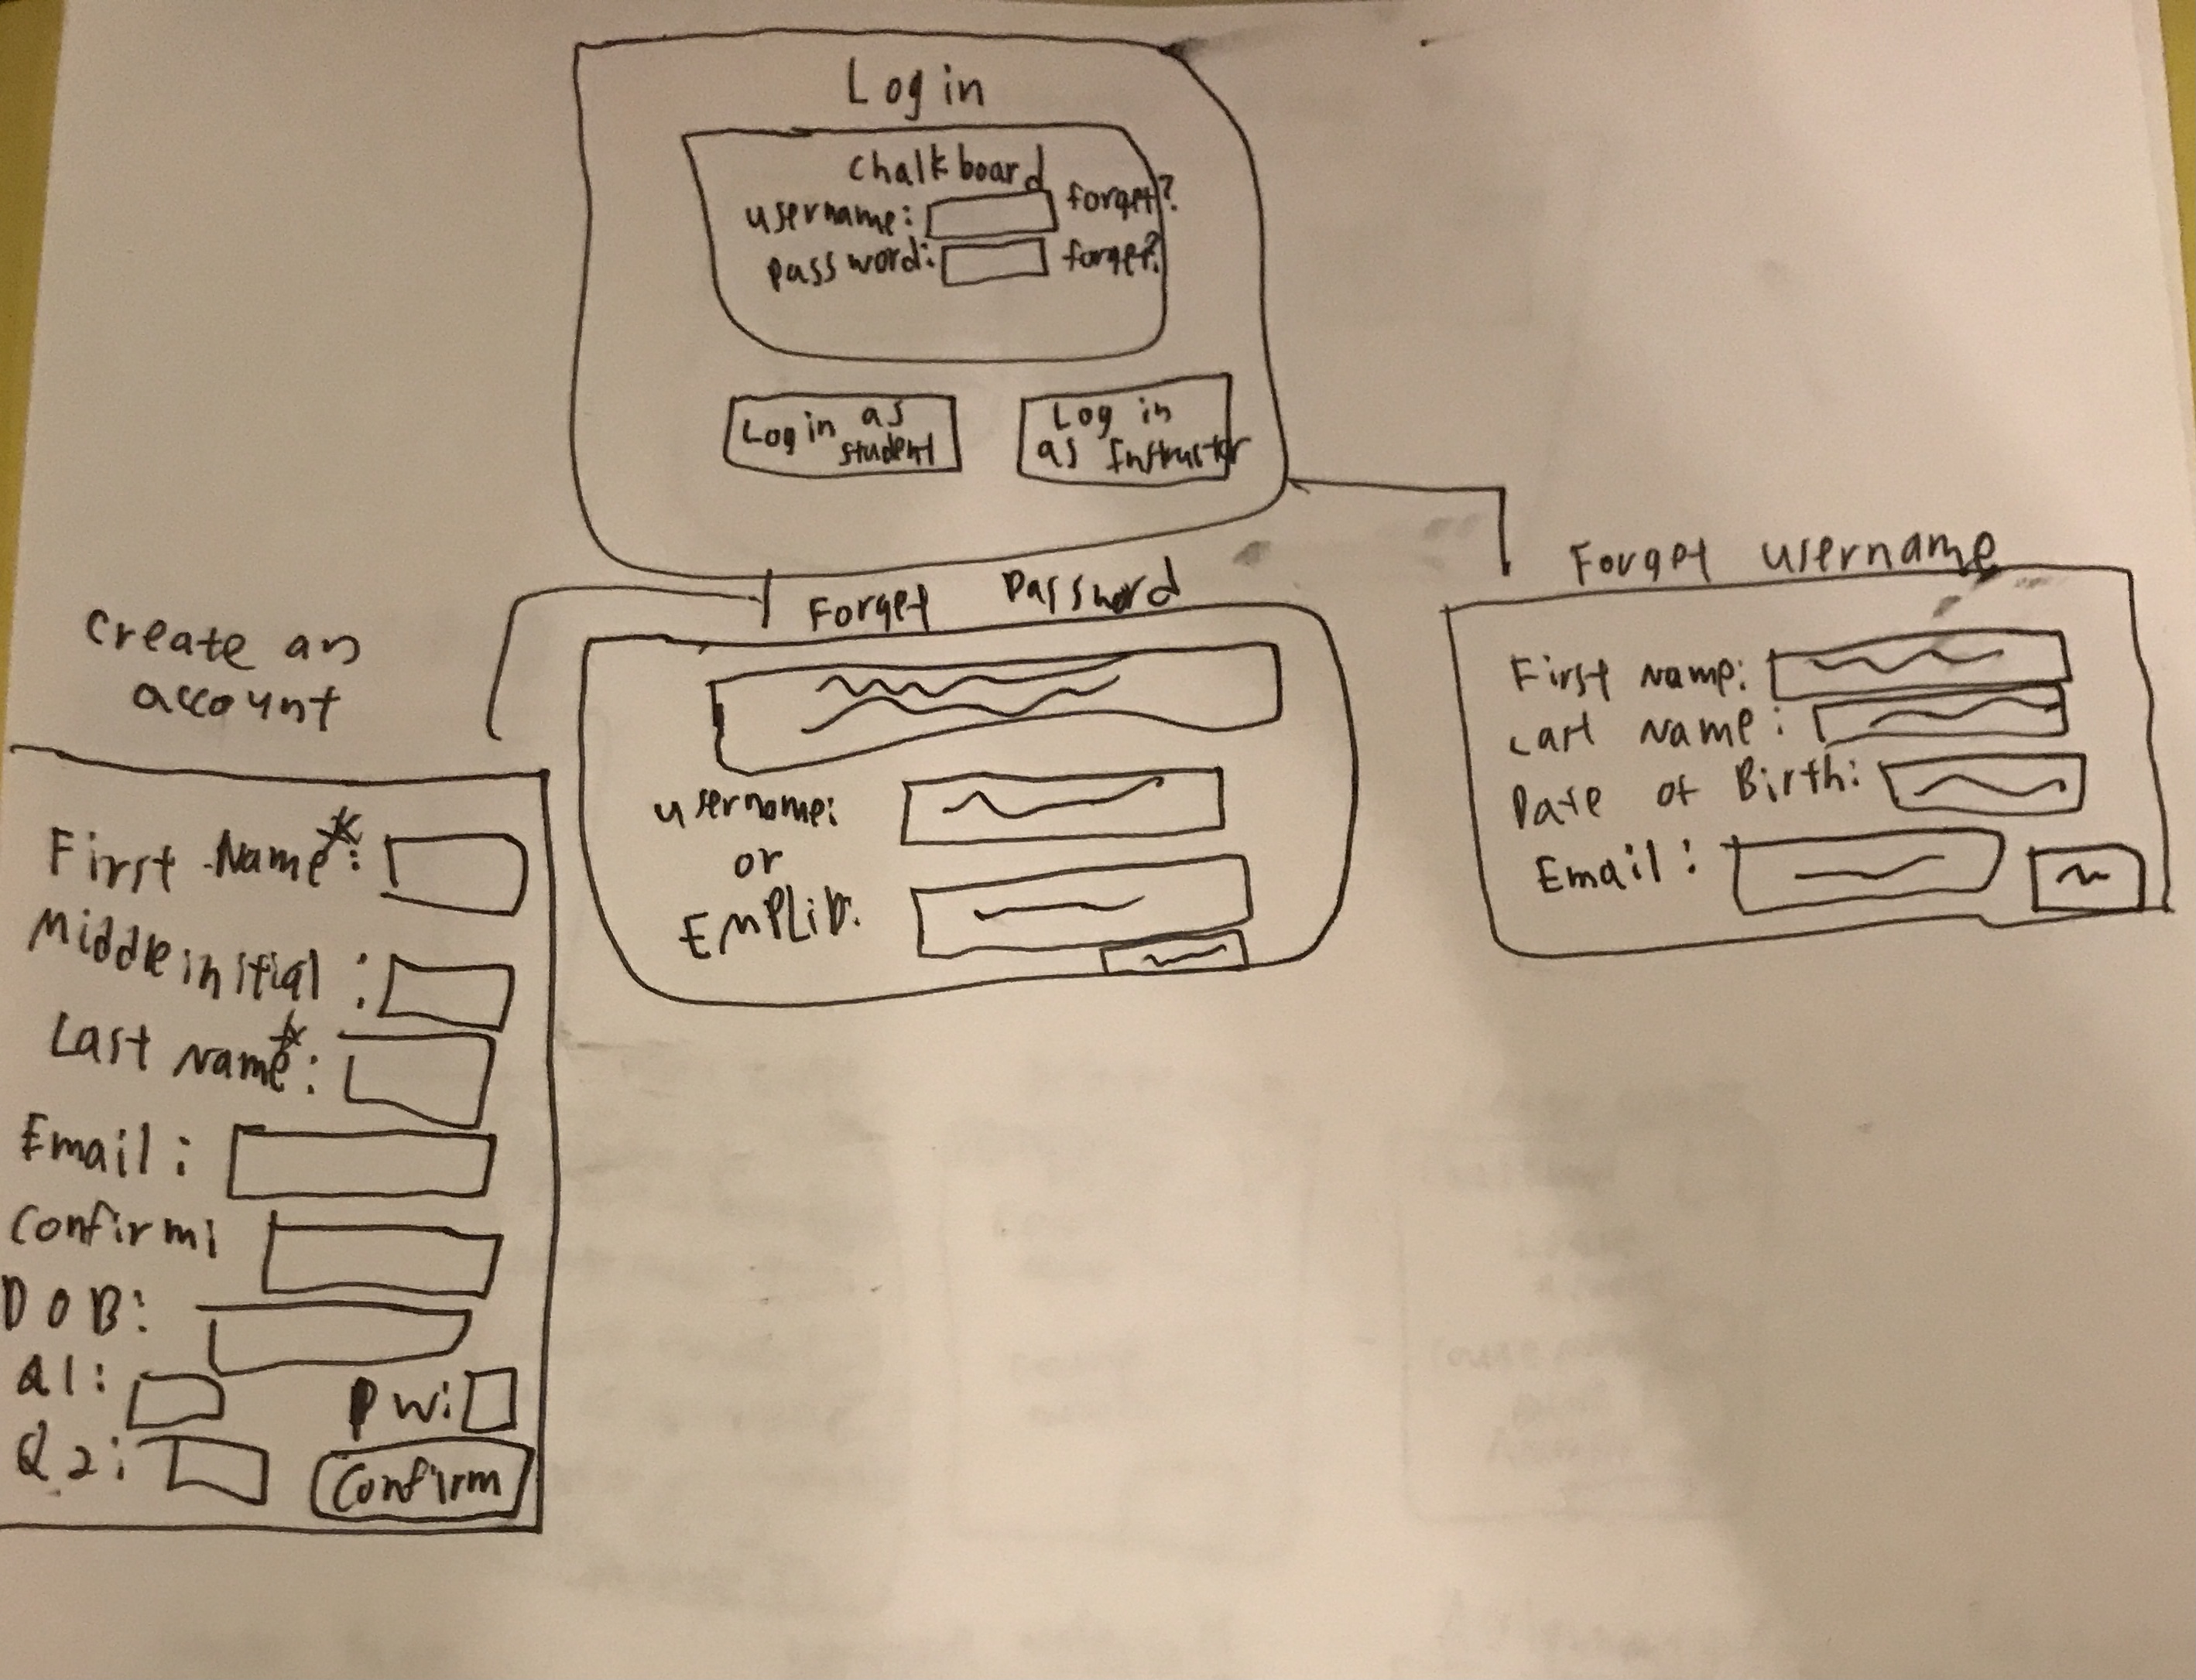 Log in
Chalkboard
username: forget?
password: forget?
Log in as
student
Log in
as Instructor
Create an
account
First Name*:
Middle initial:
Last Name*:
Email:
Confirm:
DOB:
Q1:
PW:
Q2:
Confirm
Forget Password
username:
or
EMPLID:
Forget username
First Name:
Last Name:
Date of Birth:
Email: